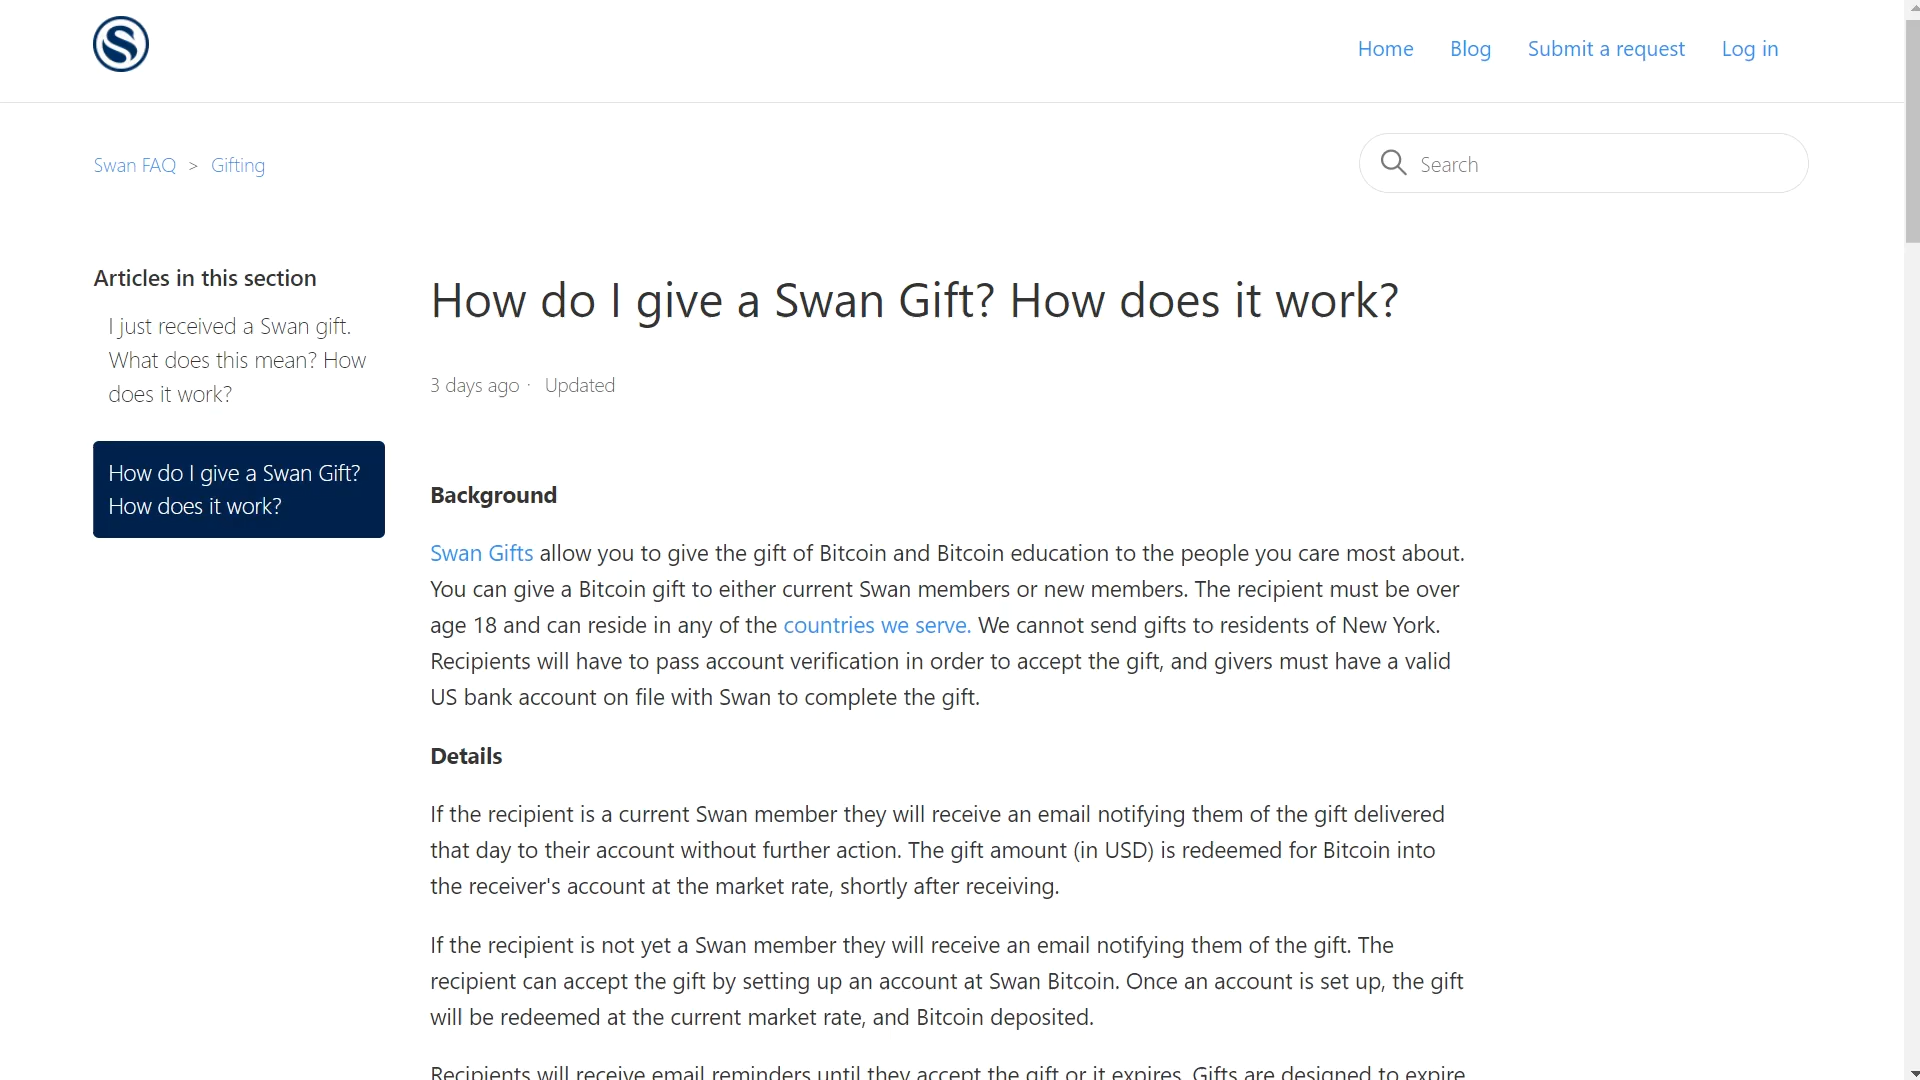 Home Blog Submit a request Log in
Swan FAQ > Gifting
Search
Articles in this section
I just received a Swan gift.
What does this mean? How
does it work?
How do I give a Swan Gift?
How does it work?
How do I give a Swan Gift? How does it work?
3 days ago · Updated
Background
Swan Gifts allow you to give the gift of Bitcoin and Bitcoin education to the people you care most about.
You can give a Bitcoin gift to either current Swan members or new members. The recipient must be over
age 18 and can reside in any of the countries we serve. We cannot send gifts to residents of New York.
Recipients will have to pass account verification in order to accept the gift, and givers must have a valid
US bank account on file with Swan to complete the gift.
Details
If the recipient is a current Swan member they will receive an email notifying them of the gift delivered
that day to their account without further action. The gift amount (in USD) is redeemed for Bitcoin into
the receiver's account at the market rate, shortly after receiving.
If the recipient is not yet a Swan member they will receive an email notifying them of the gift. The
recipient can accept the gift by setting up an account at Swan Bitcoin. Once an account is set up, the gift
will be redeemed at the current market rate, and Bitcoin deposited.
Recipients will receive email reminders until they accept the gift or it expires. Gifts are designed to expire